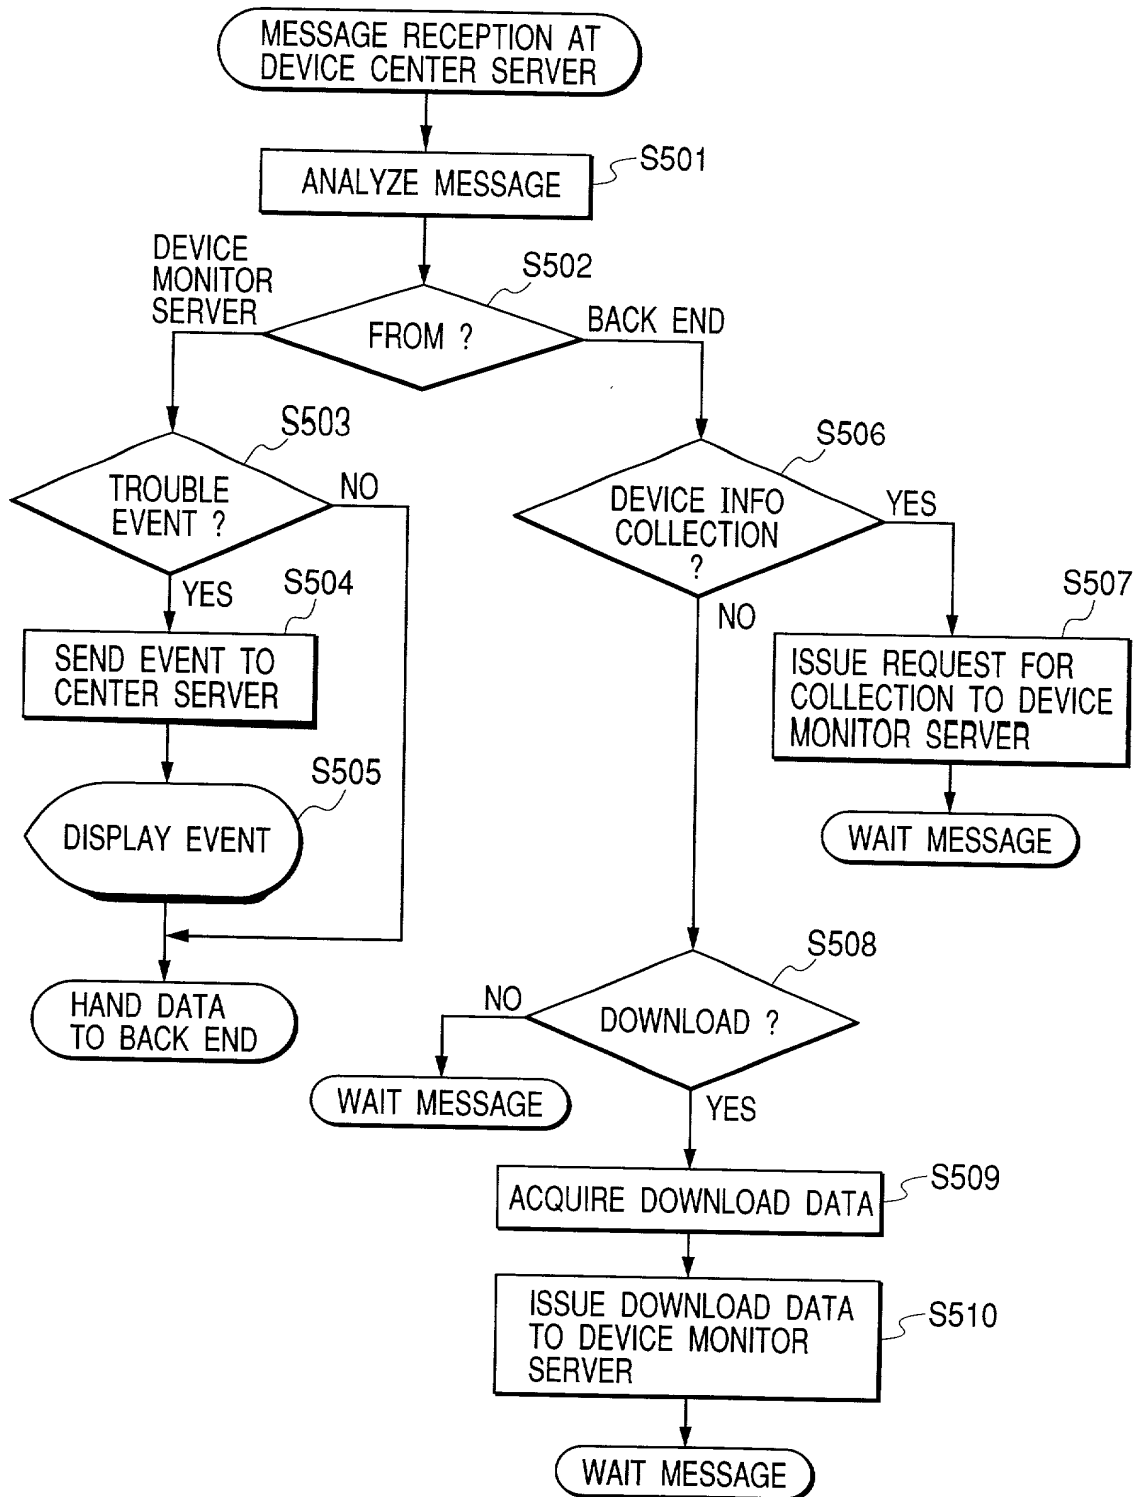 MESSAGE RECEPTION AT
DEVICE CENTER SERVER
S501
ANALYZE MESSAGE
DEVICE
MONITOR
SERVER
S502
FROM ?
BACK END
S503
TROUBLE
EVENT ?
NO
YES
S504
SEND EVENT TO
CENTER SERVER
S505
DISPLAY EVENT
HAND DATA
TO BACK END
S506
DEVICE INFO
COLLECTION
?
YES
NO
S507
ISSUE REQUEST FOR
COLLECTION TO DEVICE
MONITOR SERVER
WAIT MESSAGE
S508
DOWNLOAD ?
NO
WAIT MESSAGE
YES
S509
ACQUIRE DOWNLOAD DATA
S510
ISSUE DOWNLOAD DATA
TO DEVICE MONITOR
SERVER
WAIT MESSAGE